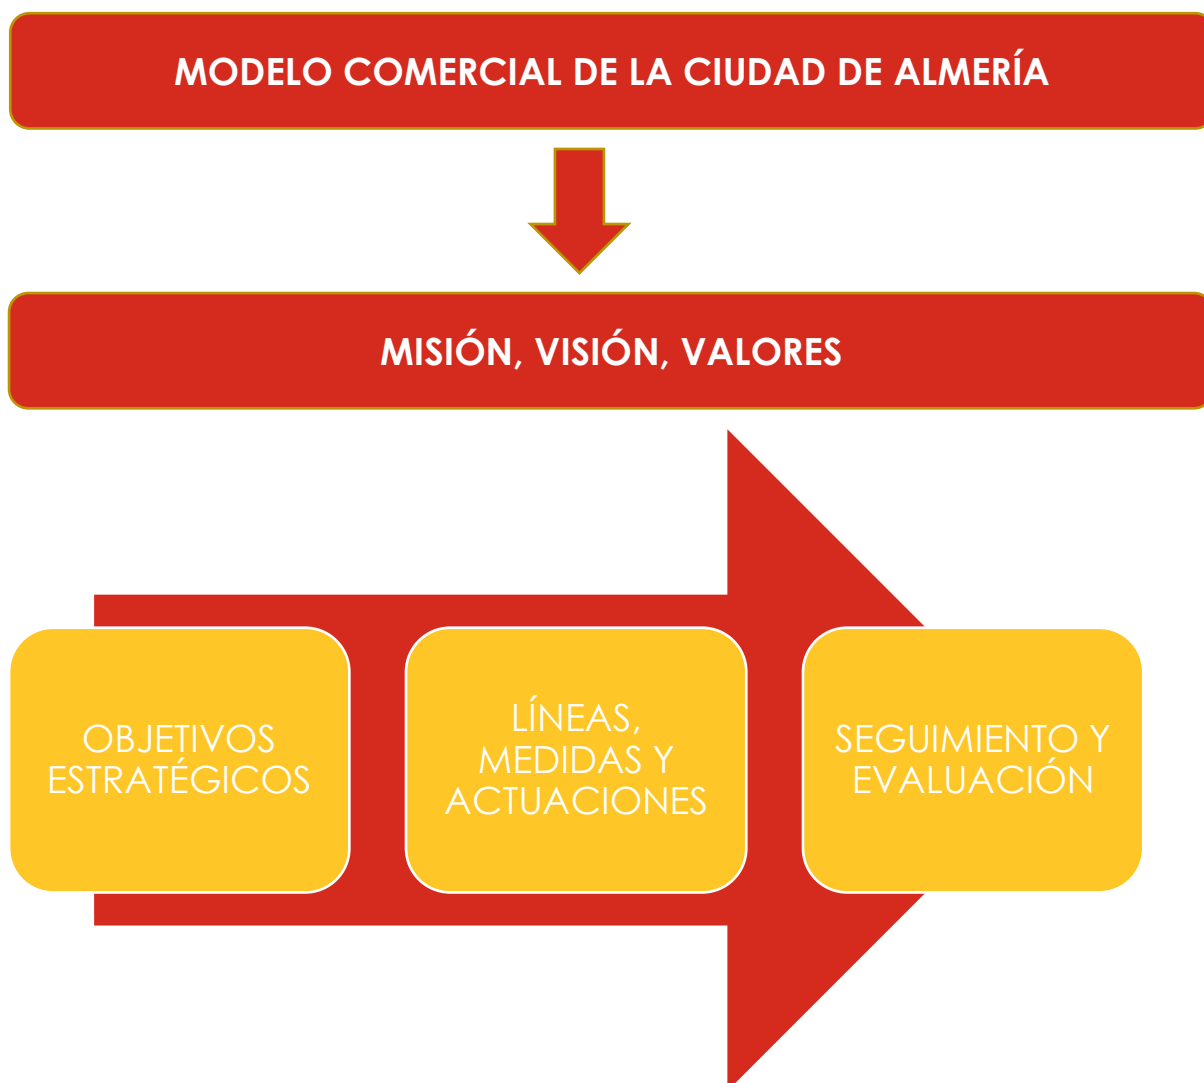 MODELO COMERCIAL DE LA CIUDAD DE ALMERÍA
MISIÓN, VISIÓN, VALORES
OBJETIVOS
ESTRATÉGICOS
LÍNEAS,
MEDIDAS Y
ACTUACIONES
SEGUIMIENTO Y
EVALUACIÓN